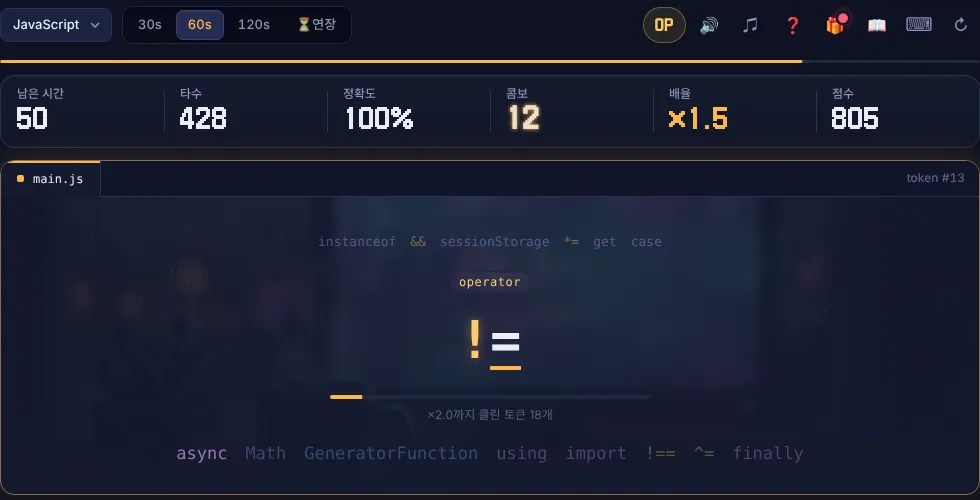 JavaScript 30s 60s 120s ⏳연장 OP
남은 시간 타수 정확도 콤보 배율 점수
50 428 100% 12 ×1.5 805
main.js token #13
instanceof && sessionStorage *= get case
operator
!=
×2.0까지 클린 토큰 18개
async Math GeneratorFunction using import !== ^= finally